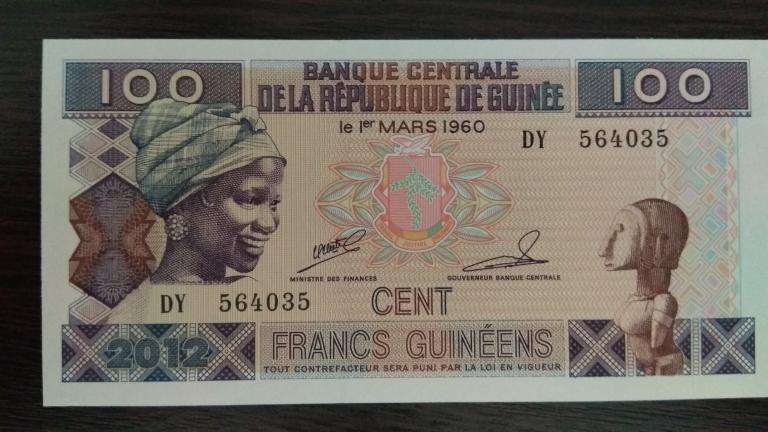 100
BANQUE CENTRALE
DE LA RÉPUBLIQUE DE GUINÉE
100
le 1er MARS 1960
DY 564035
MINISTRE DES FINANCES
GOUVERNEUR BANQUE CENTRALE
DY 564035
CENT
FRANCS GUINÉENS
2012
TOUT CONTREFACTEUR SERA PUNI PAR LA LOI EN VIGUEUR